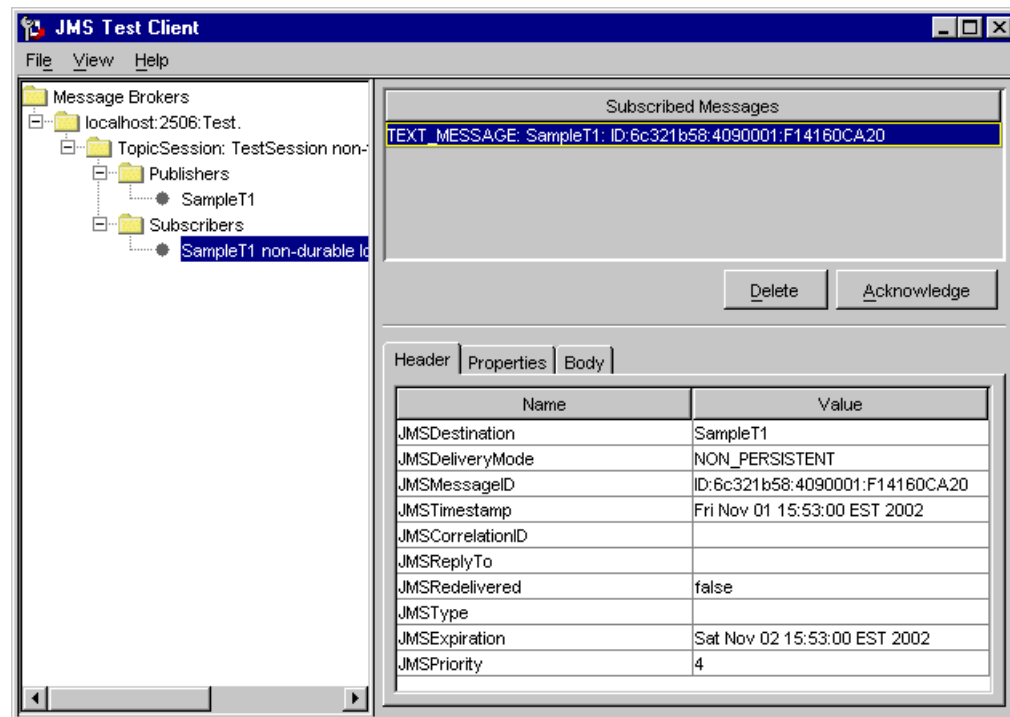 JMS Test Client
File View Help
Message Brokers
localhost:2506:Test.
TopicSession: TestSession non-
Publishers
SampleT1
Subscribers
SampleT1 non-durable
Subscribed Messages
TEXT_MESSAGE: SampleT1: ID:6c321b58:4090001:F14160CA20
Delete Acknowledge
Header Properties Body
Name Value
JMSDestination SampleT1
JMSDeliveryMode NON_PERSISTENT
JMSMessageID ID:6c321b58:4090001:F14160CA20
JMSTimestamp Fri Nov 01 15:53:00 EST 2002
JMSCorrelationID
JMSReplyTo
JMSRedelivered false
JMSType
JMSExpiration Sat Nov 02 15:53:00 EST 2002
JMSPriority 4